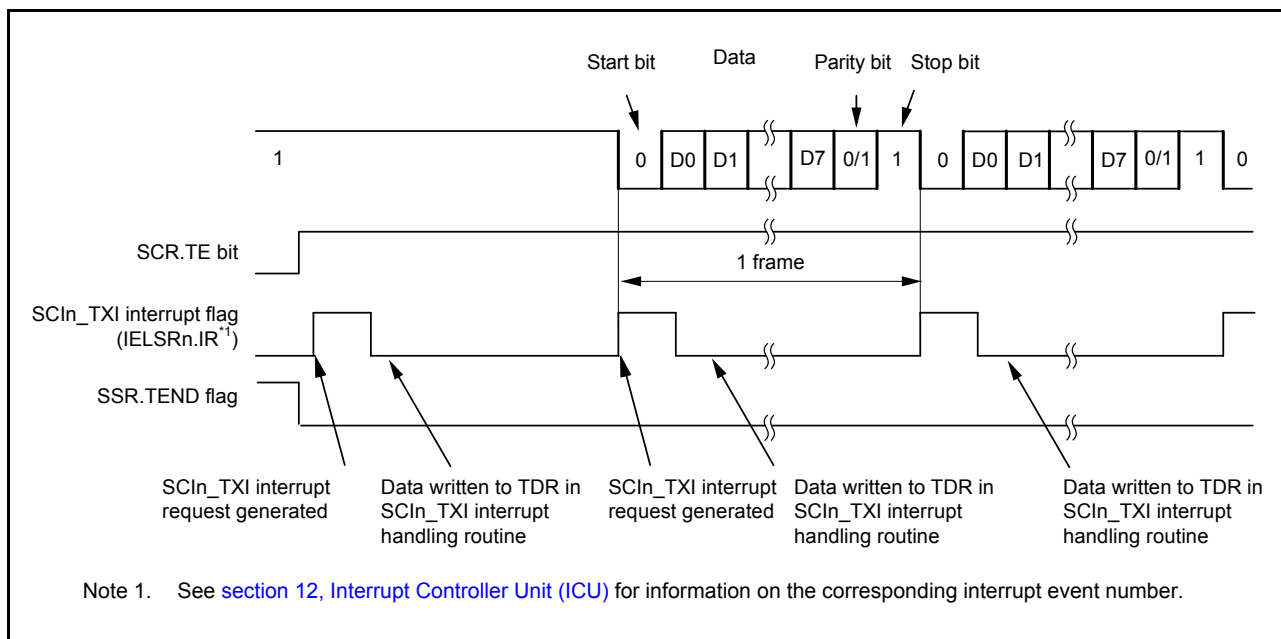 Start bit Data Parity bit Stop bit
1 0 D0 D1 D7 0/1 1 0 D0 D1 D7 0/1 1 0
SCR.TE bit
1 frame
SCIn_TXI interrupt flag
(IELSRn.IR*1)
SSR.TEND flag
SCIn_TXI interrupt
request generated
Data written to TDR in
SCIn_TXI interrupt
handling routine
SCIn_TXI interrupt
request generated
Data written to TDR in
SCIn_TXI interrupt
handling routine
Data written to TDR in
SCIn_TXI interrupt
handling routine
Note 1. See section 12, Interrupt Controller Unit (ICU) for information on the corresponding interrupt event number.